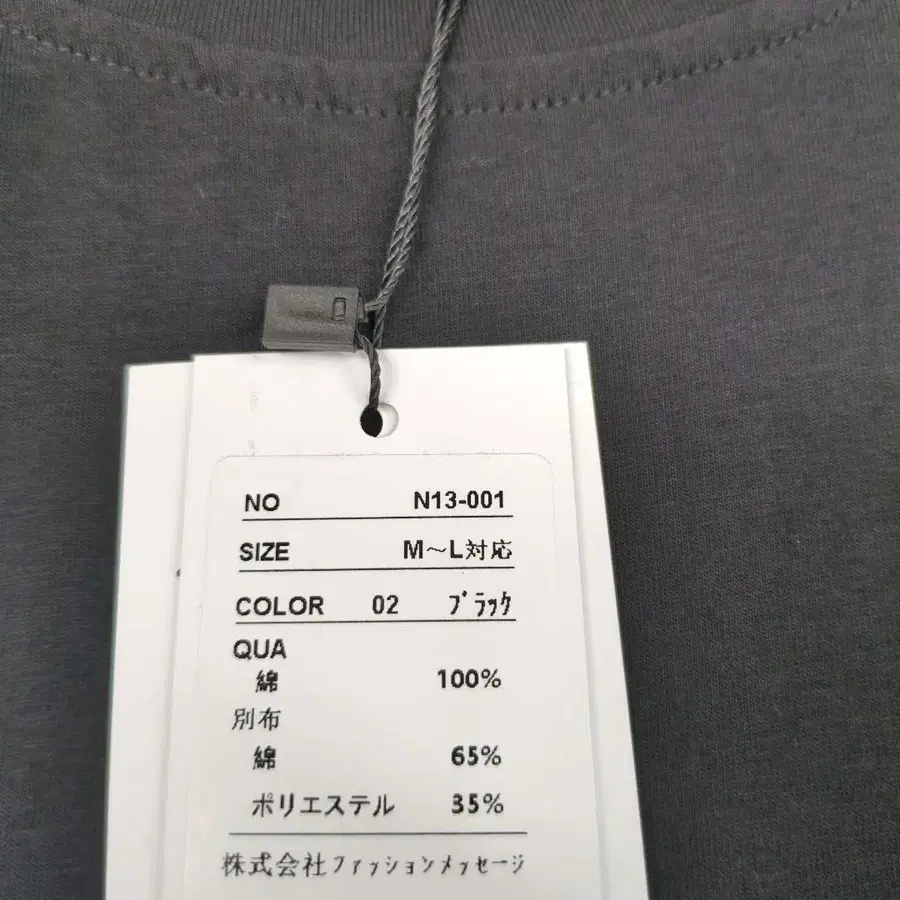 NO N13-001
SIZE M～L対応
COLOR 02 ﾌﾞﾗｯｸ
QUA
綿 100%
別布
綿 65%
ポリエステル 35%
株式会社ファッションメッセージ